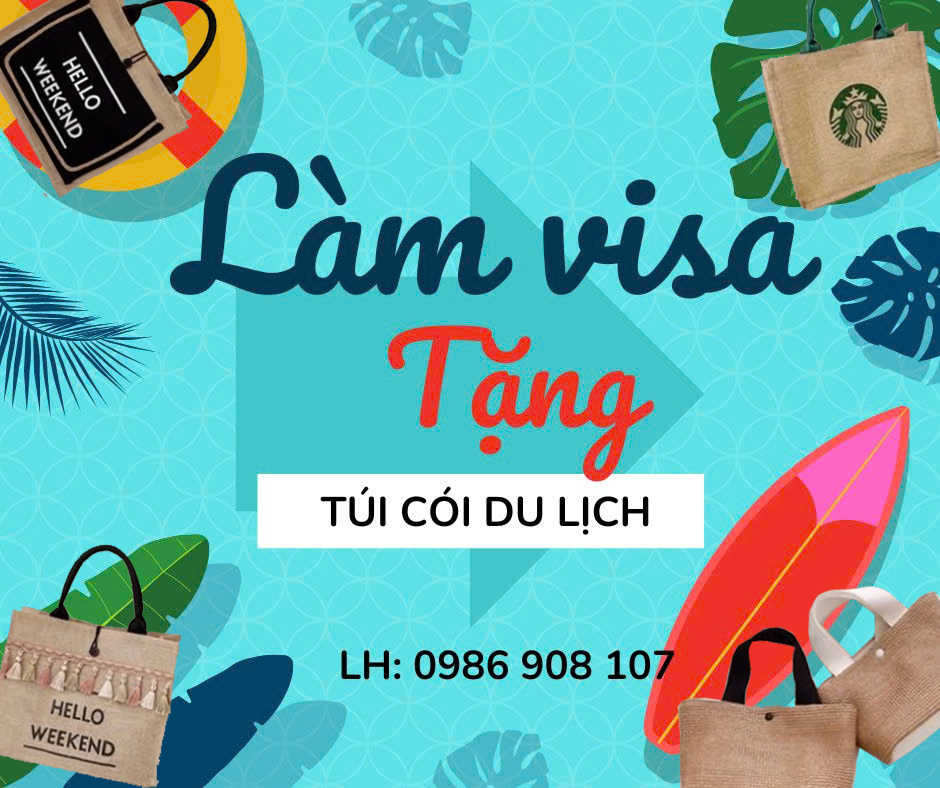 HELLO
WEEKEND
Làm visa
Tặng
TÚI CÓI DU LỊCH
LH: 0986 908 107
HELLO
WEEKEND